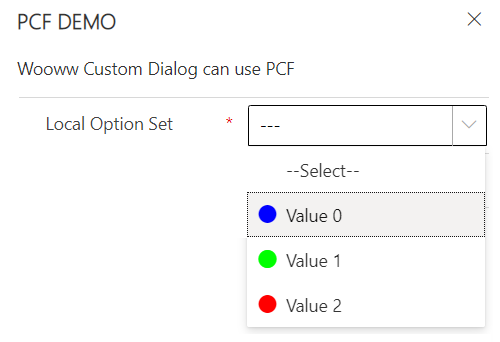 PCF DEMO
Wooww Custom Dialog can use PCF
Local Option Set * ---
--Select--
Value 0
Value 1
Value 2